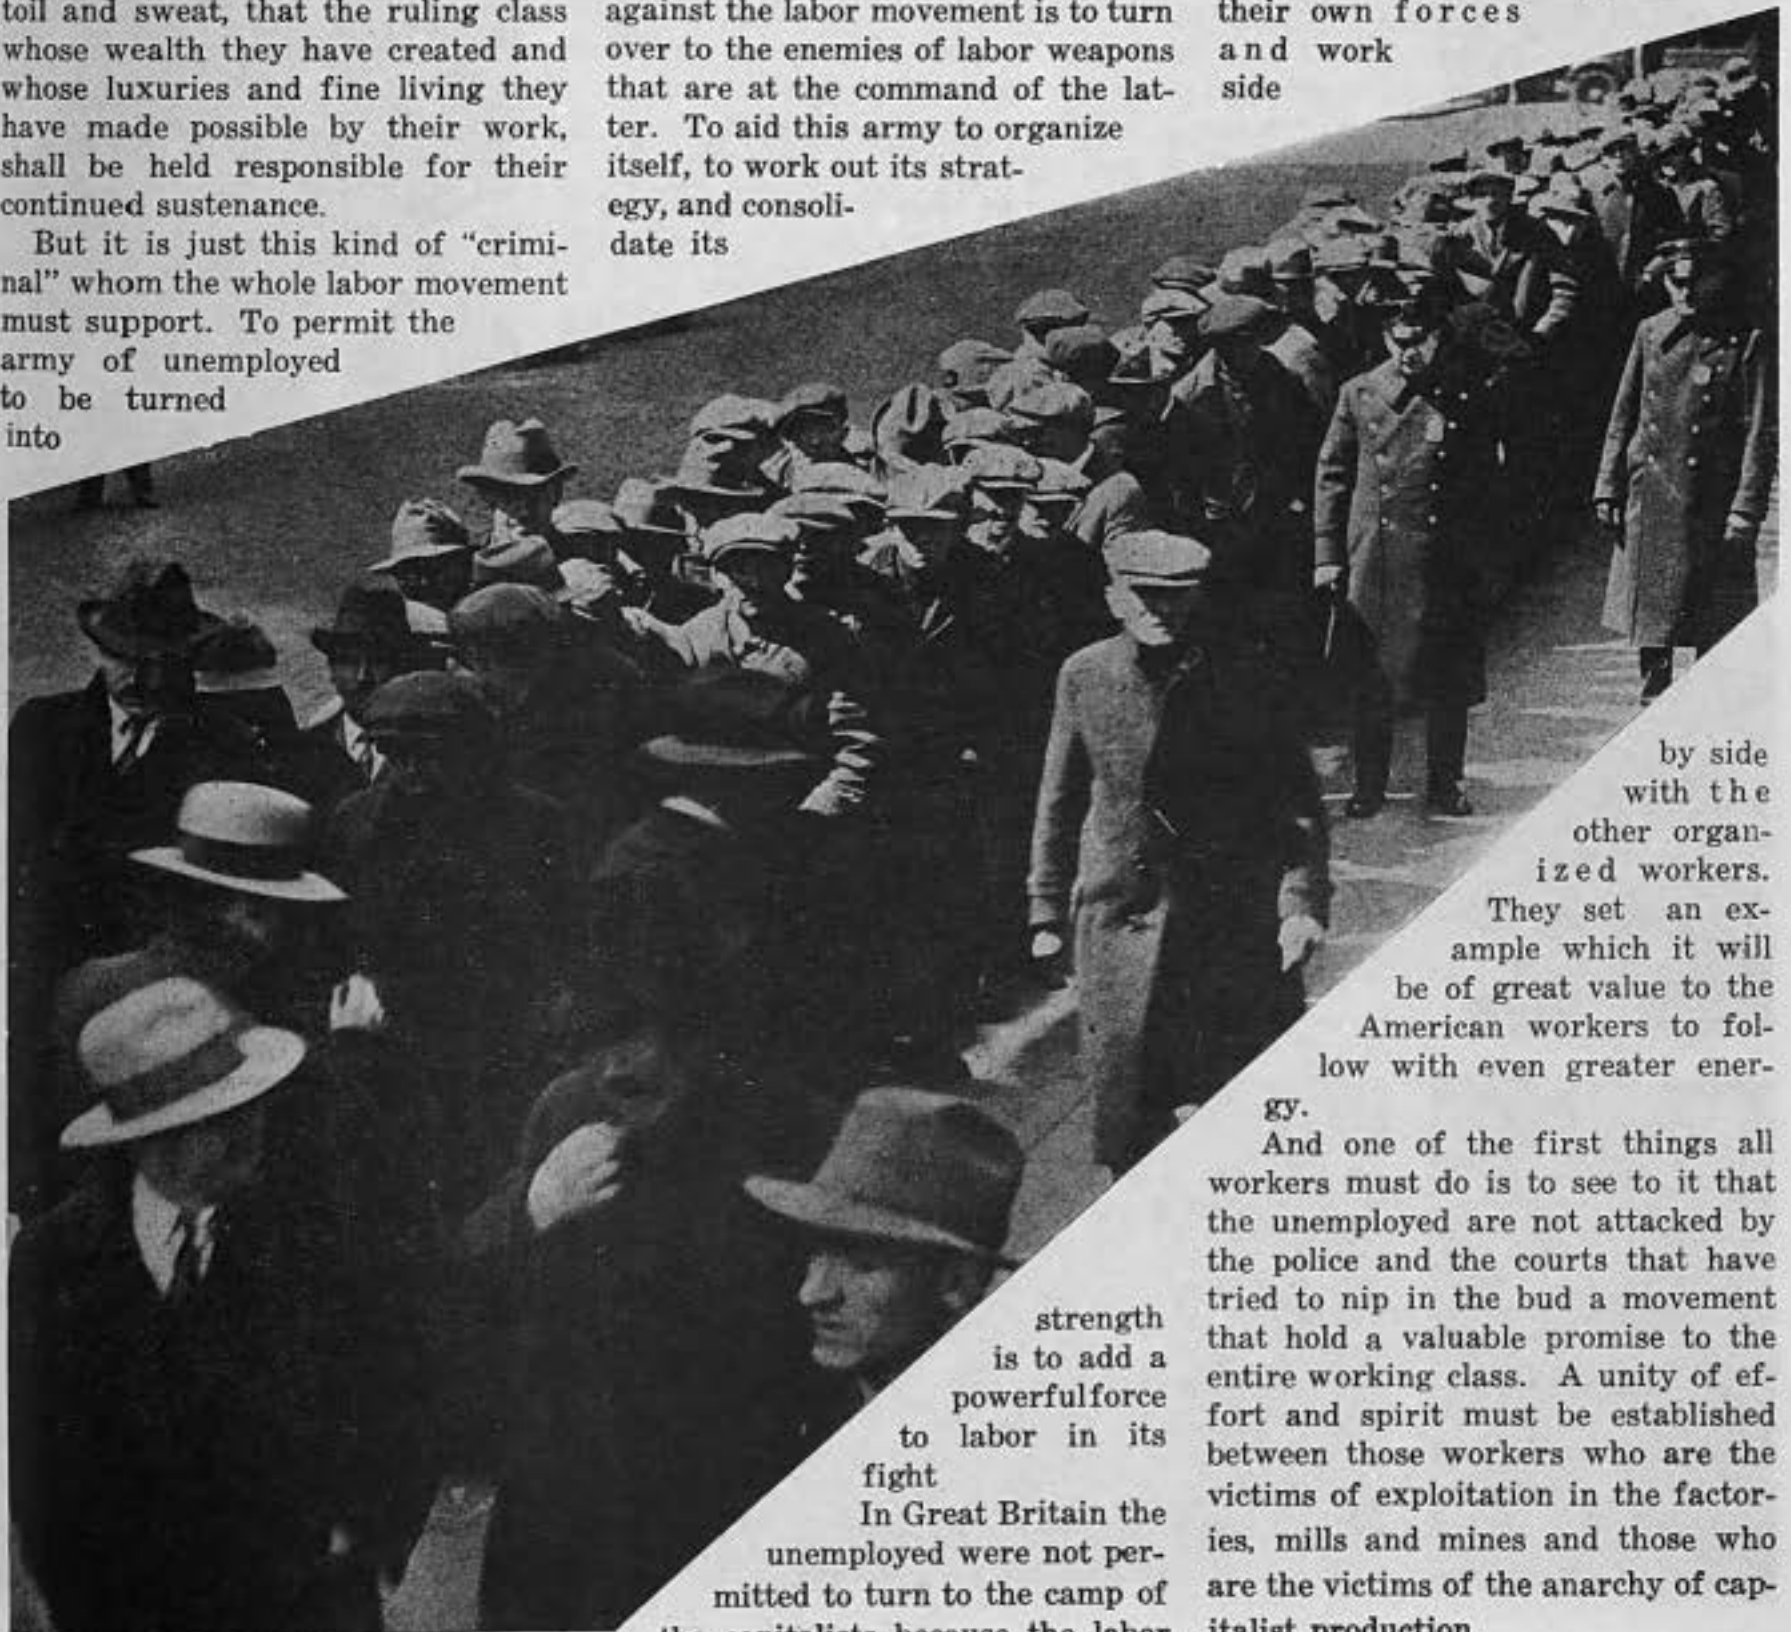 toil and sweat, that the ruling class
whose wealth they have created and
whose luxuries and fine living they
have made possible by their work,
shall be held responsible for their
continued sustenance.
But it is just this kind of "crimi-
nal" whom the whole labor movement
must support. To permit the
army of unemployed
to be turned
into
against the labor movement is to turn
over to the enemies of labor weapons
that are at the command of the lat-
ter. To aid this army to organize
itself, to work out its strat-
egy, and consoli-
date its
strength
is to add a
powerfulforce
to labor in its
fight
In Great Britain the
unemployed were not per-
mitted to turn to the camp of
the capitalists because the labor
their own forces
and work
side
by side
with the
other organ-
ized workers.
They set an ex-
ample which it will
be of great value to the
American workers to fol-
low with even greater ener-
gy.
And one of the first things all
workers must do is to see to it that
the unemployed are not attacked by
the police and the courts that have
tried to nip in the bud a movement
that hold a valuable promise to the
entire working class. A unity of ef-
fort and spirit must be established
between those workers who are the
victims of exploitation in the factor-
ies, mills and mines and those who
are the victims of the anarchy of cap-
italist production